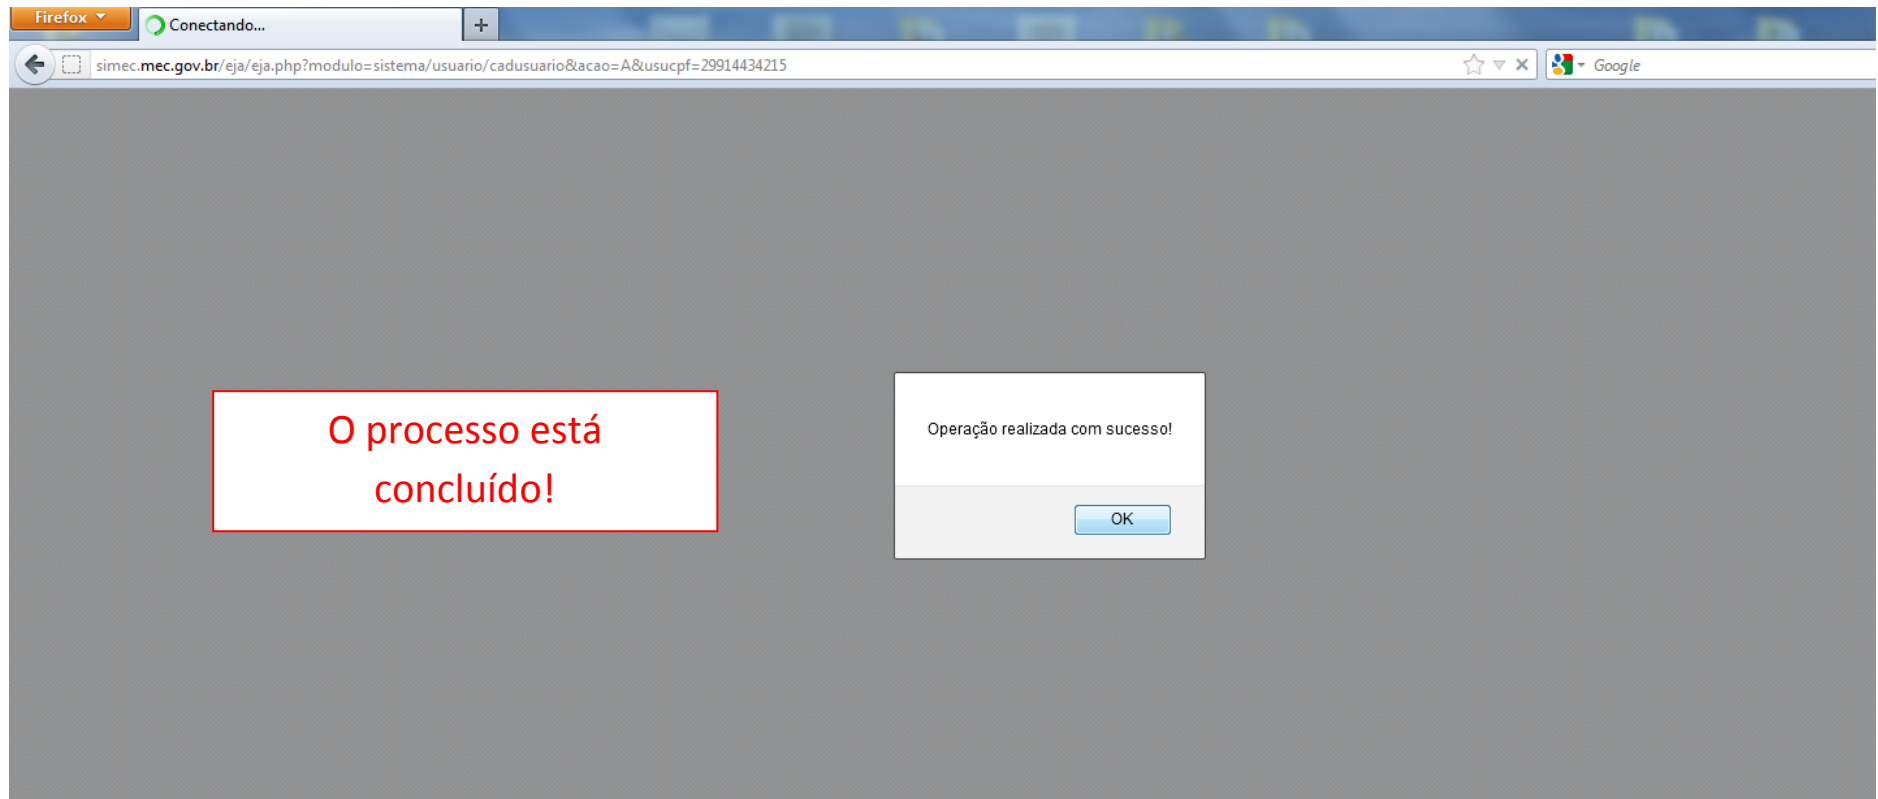 Firefox
Conectando...
+
simec.mec.gov.br/eja/eja.php?modulo=sistema/usuario/cadusuario&acao=A&usucpf=29914434215
Google
O processo está
concluído!
Operação realizada com sucesso!
OK